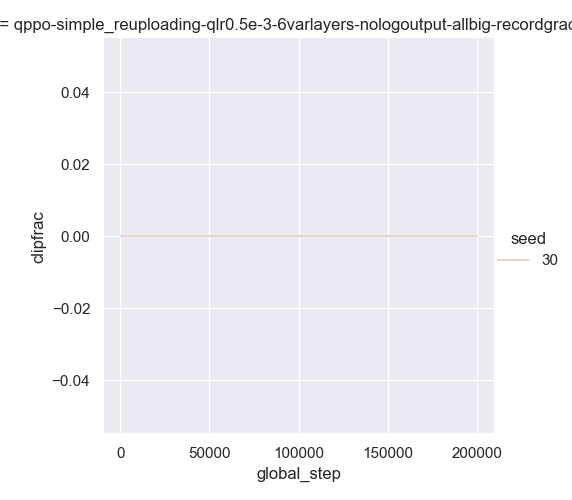 = qppo-simple_reuploading-qlr0.5e-3-6varlayers-nologoutput-allbig-recordgrad
0.04
0.02
0.00
−0.02
−0.04
clipfrac
0
50000
100000
150000
200000
global_step
seed
30